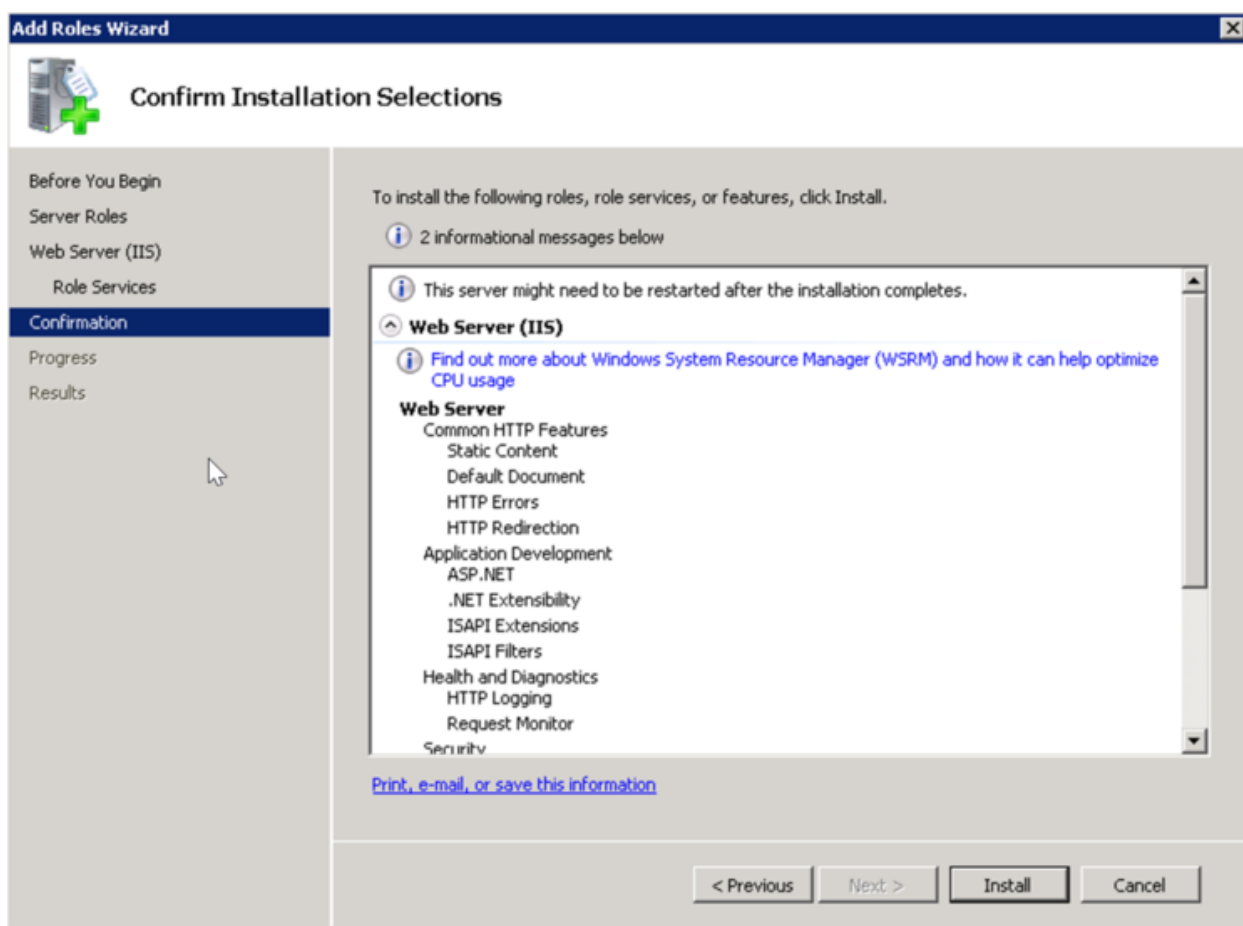 Add Roles Wizard
Confirm Installation Selections
Before You Begin
Server Roles
Web Server (IIS)
Role Services
Confirmation
Progress
Results
To install the following roles, role services, or features, click Install.
2 informational messages below
This server might need to be restarted after the installation completes.
Web Server (IIS)
Find out more about Windows System Resource Manager (WSRM) and how it can help optimize
CPU usage
Web Server
Common HTTP Features
Static Content
Default Document
HTTP Errors
HTTP Redirection
Application Development
ASP.NET
.NET Extensibility
ISAPI Extensions
ISAPI Filters
Health and Diagnostics
HTTP Logging
Request Monitor
Security
Print, e-mail, or save this information
< Previous
Next >
Install
Cancel